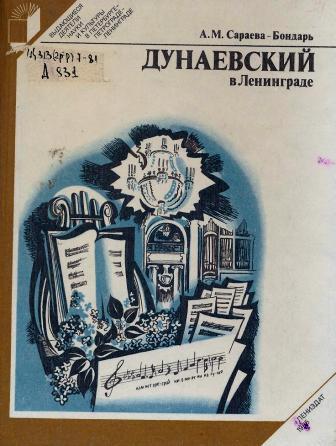 ВЫДАЮЩИЕСЯ
ДЕЯТЕЛИ
НАУКИ
И КУЛЬТУРЫ
В ПЕТЕРБУРГЕ–
ПЕТРОГРАДЕ–
ЛЕНИНГРАДЕ
Д 831
А. М. Сараева-Бондарь
ДУНАЕВСКИЙ
в Ленинграде
ЛЕНИЗДАТ